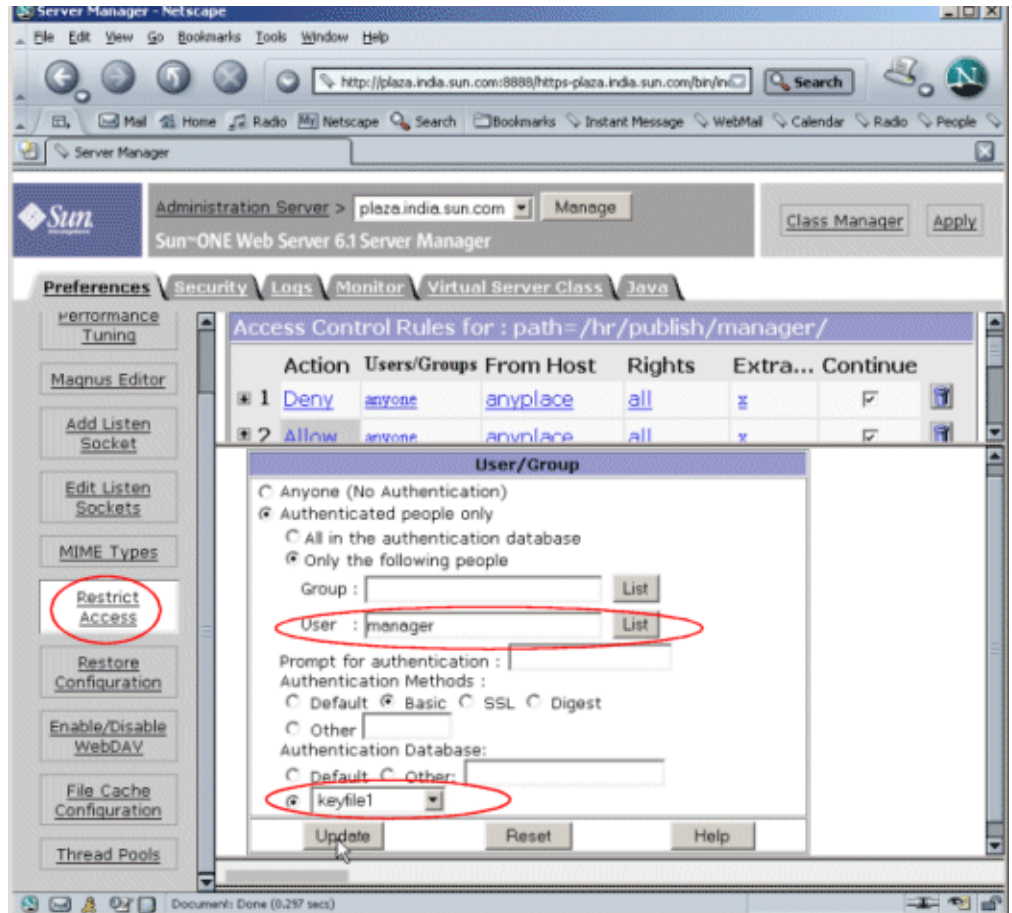 Server Manager - Netscape
File Edit View Go Bookmarks Tools Window Help
http://plaza.india.sun.com:8888/https-plaza.india.sun.com/bin/in
Search
N
Mail Home Radio My Netscape Search Bookmarks Instant Message WebMail Calendar Radio People
Server Manager
Sun
Administration Server > plaza.india.sun.com Manage
Sun ONE Web Server 6.1 Server Manager
Class Manager Apply
Preferences Security Logs Monitor Virtual Server Class Java
Performance Tuning
Magnus Editor
Add Listen Socket
Edit Listen Sockets
MIME Types
Restrict Access
Restore Configuration
Enable/Disable WebDAV
File Cache Configuration
Thread Pools
Access Control Rules for : path=/hr/publish/manager/
Action Users/Groups From Host Rights Extra... Continue
1 Deny anyone anyplace all x
2 Allow anyone anyplace all x
User/Group
Anyone (No Authentication)
Authenticated people only
All in the authentication database
Only the following people
Group : List
User : manager List
Prompt for authentication :
Authentication Methods :
Default Basic SSL Digest
Other
Authentication Database:
Default Other:
keyfile1
Update Reset Help
Document: Done (0.297 secs)